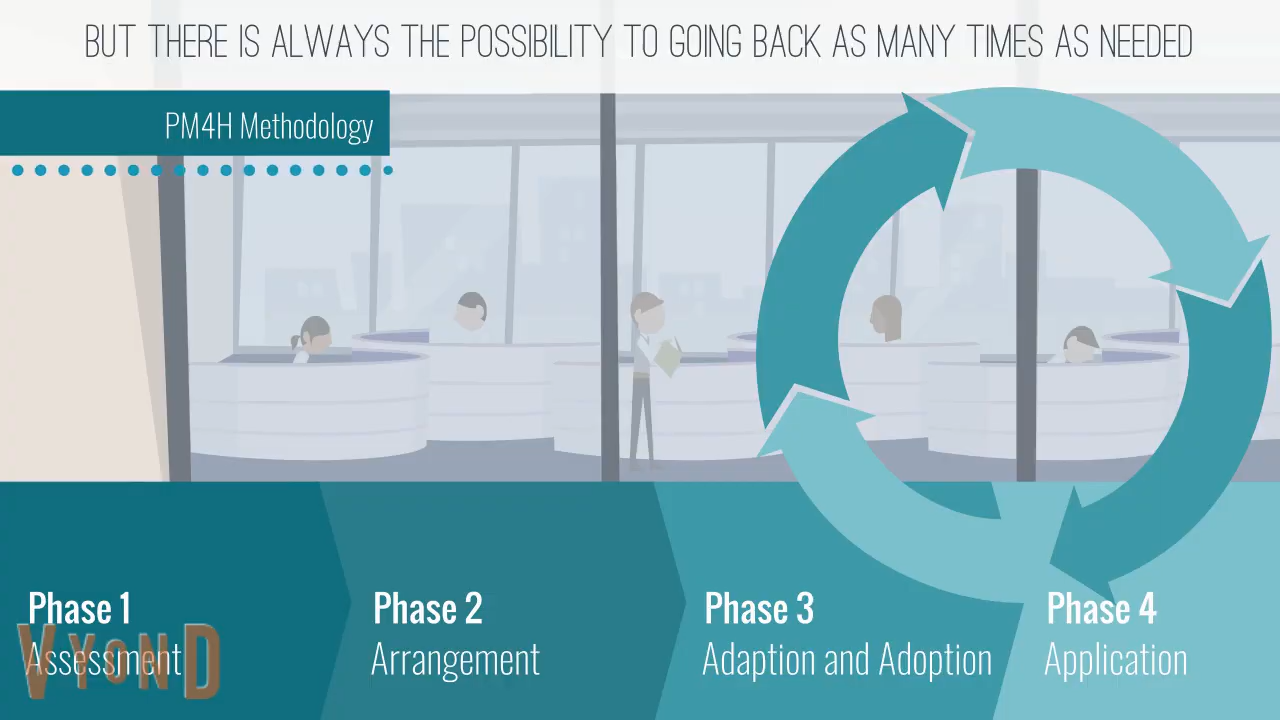 BUT THERE IS ALWAYS THE POSSIBILITY TO GOING BACK AS MANY TIMES AS NEEDED
PM4H Methodology
Phase 1
Assessment
Phase 2
Arrangement
Phase 3
Adaption and Adoption
Phase 4
Application
VYOND